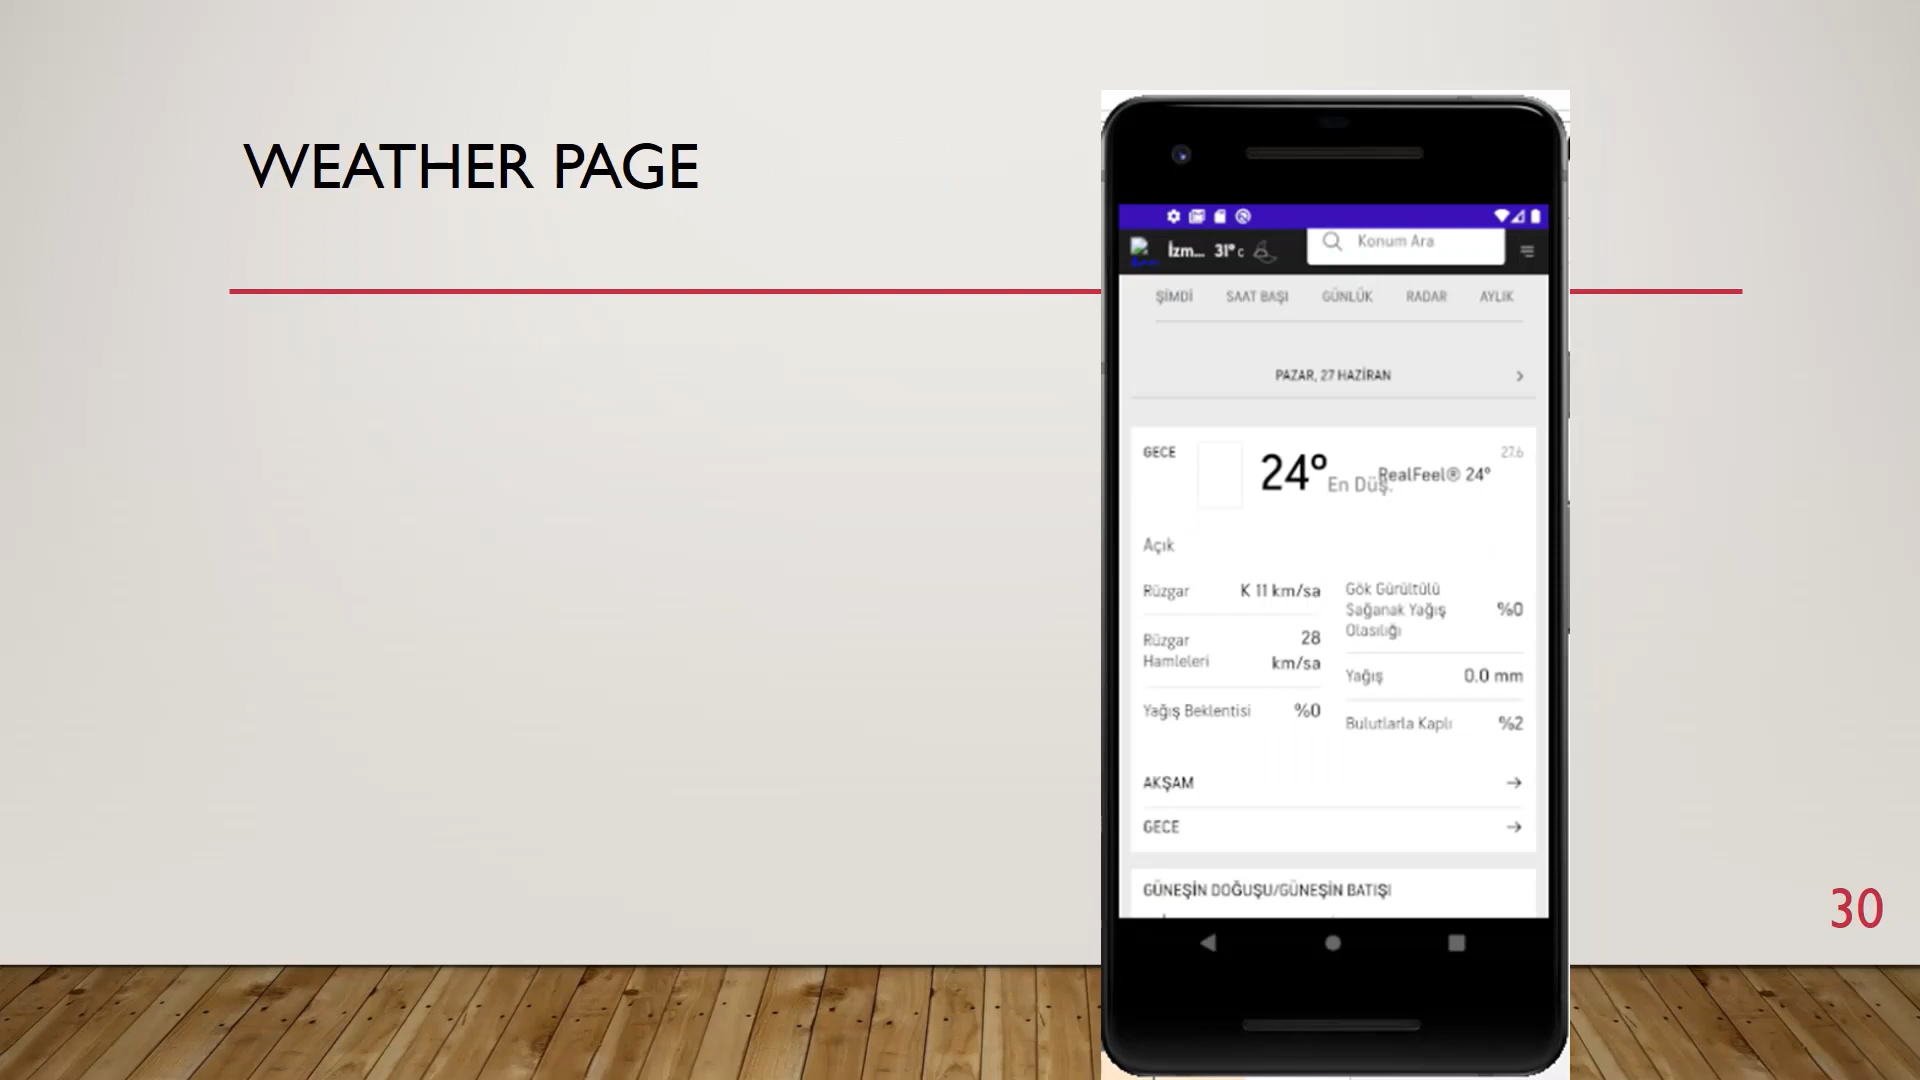 WEATHER PAGE
İzm... 31° c
Konum Ara
ŞİMDİ SAAT BAŞI GÜNLÜK RADAR AYLIK
PAZAR, 27 HAZİRAN
GECE
24°
En Düş.
RealFeel® 24°
27.6
Açık
Rüzgar K 11 km/sa
Rüzgar
Hamleleri
28
km/sa
Yağış Beklentisi %0
Gök Gürültülü
Sağanak Yağış
Olasılığı
%0
Yağış 0.0 mm
Bulutlarla Kaplı %2
AKŞAM
GECE
GÜNEŞİN DOĞUŞU/GÜNEŞİN BATIŞI
30